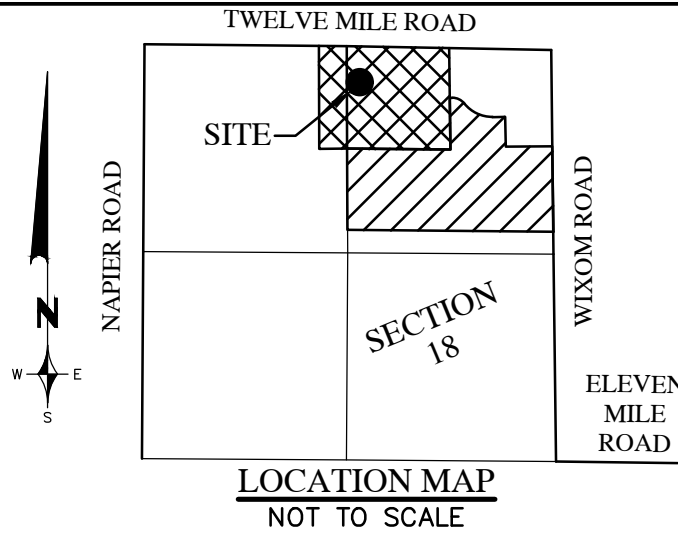 TWELVE MILE ROAD
SITE
NAPIER ROAD
WIXOM ROAD
N
W
E
S
SECTION
18
ELEVEN
MILE
ROAD
LOCATION MAP
NOT TO SCALE